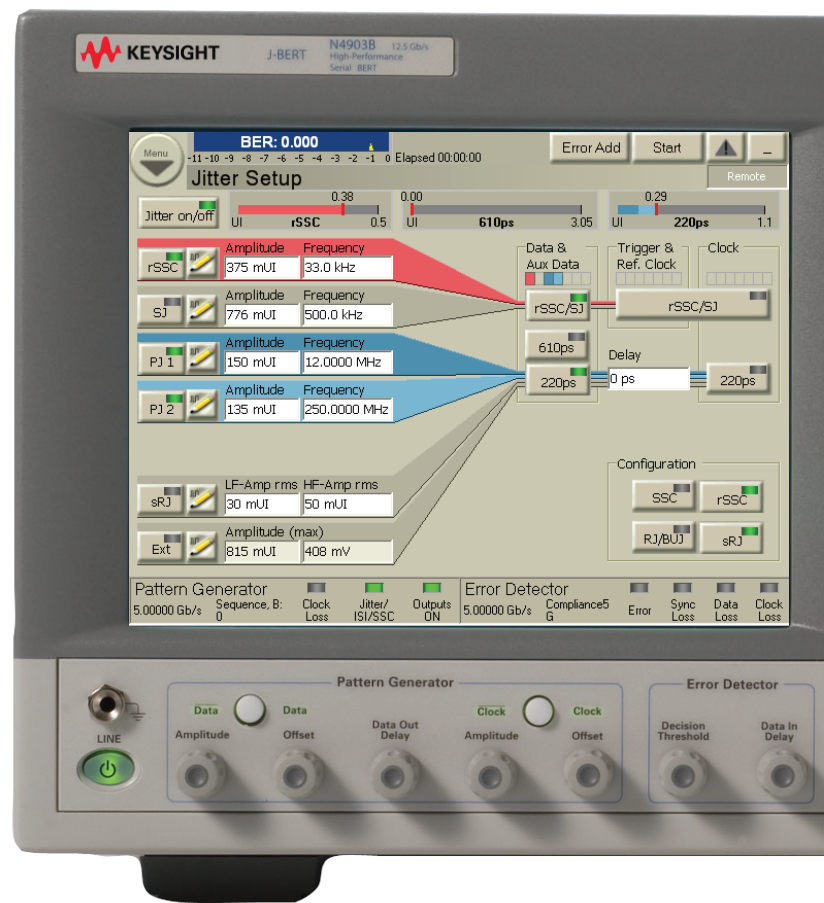 KEYSIGHT J-BERT N4903B 12.5 Gb/s
High-Performance
Serial BERT
Menu
BER: 0.000
-11 -10 -9 -8 -7 -6 -5 -4 -3 -2 -1 0 Elapsed 00:00:00
Error Add
Start
Jitter Setup
Remote
Jitter on/off
0.38
UI rSSC 0.5
0.00
UI 610ps 3.05
0.29
UI 220ps 1.1
rSSC
Amplitude Frequency
375 mUI 33.0 kHz
SJ
Amplitude Frequency
776 mUI 500.0 kHz
PJ 1
Amplitude Frequency
150 mUI 12.0000 MHz
PJ 2
Amplitude Frequency
135 mUI 250.0000 MHz
sRJ
LF-Amp rms HF-Amp rms
30 mUI 50 mUI
Ext
Amplitude (max)
815 mUI 408 mV
Data &
Aux Data
rSSC/SJ
610ps
220ps
Trigger &
Ref. Clock
Clock
rSSC/SJ
Delay
0 ps
220ps
Configuration
SSC rSSC
RJ/BUJ sRJ
Pattern Generator
5.00000 Gb/s
Sequence, B:
0
Clock
Loss
Jitter/
ISI/SSC
Outputs
ON
Error Detector
5.00000 Gb/s
Compliance5
G
Error
Sync
Loss
Data
Loss
Clock
Loss
LINE
Pattern Generator
Data Data
Amplitude Offset
Data Out
Delay
Clock Clock
Amplitude Offset
Error Detector
Decision
Threshold
Data In
Delay